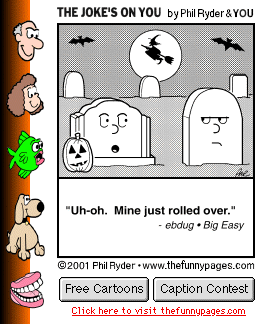 THE JOKE'S ON YOU by Phil Ryder & YOU
"Uh-oh.  Mine just rolled over."
- ebdug • Big Easy
©2001 Phil Ryder • www.thefunnypages.com
Free Cartoons
Caption Contest
Click here to visit thefunnypages.com